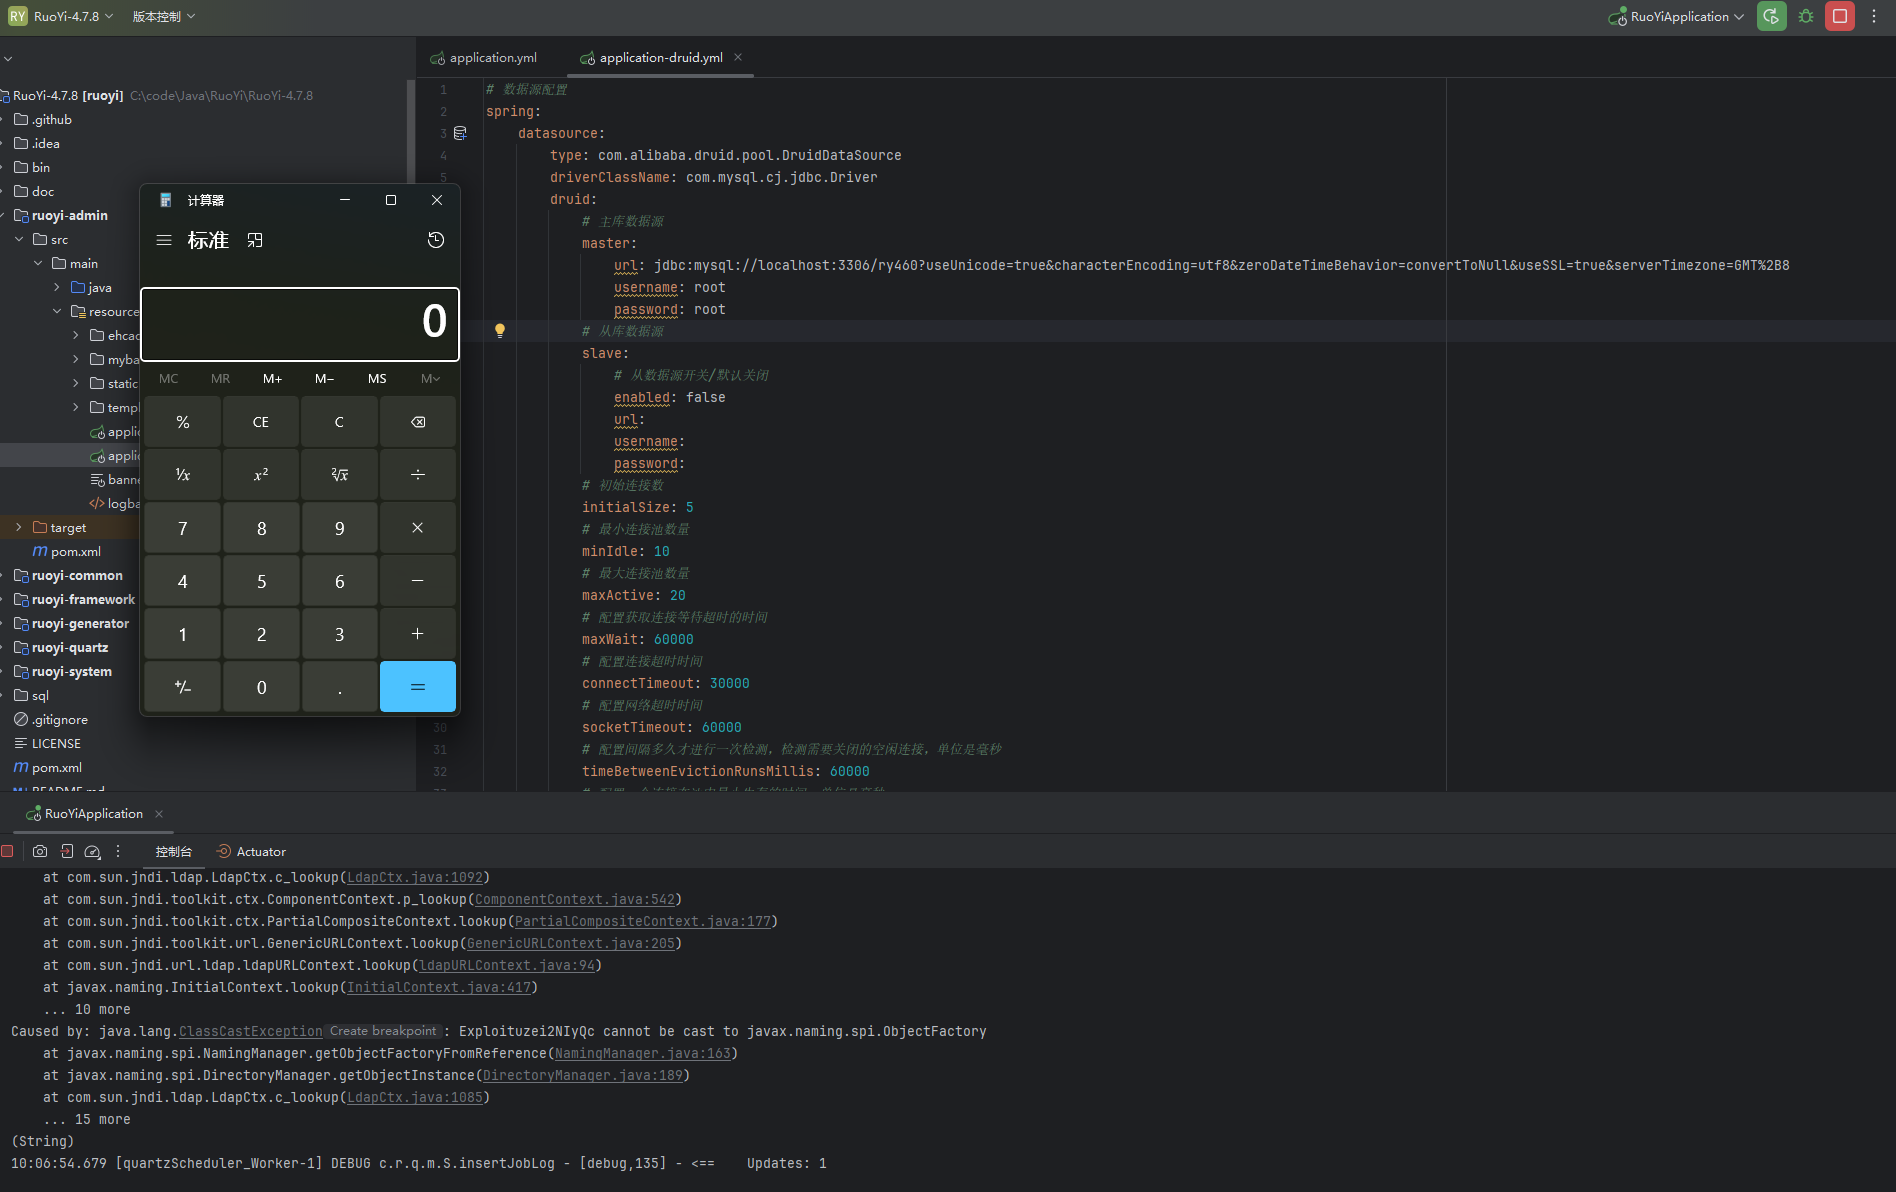 RY RuoYi-4.7.8 版本控制 RuoYiApplication
application.yml application-druid.yml
RuoYi-4.7.8 [ruoyi] C:\code\Java\RuoYi\RuoYi-4.7.8
.github
.idea
bin
doc
ruoyi-admin
src
main
java
resource
ehcac
myba
static
templ
applic
applic
banne
logba
target
pom.xml
ruoyi-common
ruoyi-framework
ruoyi-generator
ruoyi-quartz
ruoyi-system
sql
.gitignore
LICENSE
pom.xml
README.md
计算器
标准
0
MC MR M+ M− MS M
% CE C
⅟x x² ²√x ÷
7 8 9 ×
4 5 6 −
1 2 3 +
+/− 0 . =
1 # 数据源配置
2 spring:
3 datasource:
4 type: com.alibaba.druid.pool.DruidDataSource
5 driverClassName: com.mysql.cj.jdbc.Driver
druid:
# 主库数据源
master:
url: jdbc:mysql://localhost:3306/ry460?useUnicode=true&characterEncoding=utf8&zeroDateTimeBehavior=convertToNull&useSSL=true&serverTimezone=GMT%2B8
username: root
password: root
# 从库数据源
slave:
# 从数据源开关/默认关闭
enabled: false
url:
username:
password:
# 初始连接数
initialSize: 5
# 最小连接池数量
minIdle: 10
# 最大连接池数量
maxActive: 20
# 配置获取连接等待超时的时间
maxWait: 60000
# 配置连接超时时间
connectTimeout: 30000
# 配置网络超时时间
30 socketTimeout: 60000
31 # 配置间隔多久才进行一次检测，检测需要关闭的空闲连接，单位是毫秒
32 timeBetweenEvictionRunsMillis: 60000
RuoYiApplication
控制台 Actuator
at com.sun.jndi.ldap.LdapCtx.c_lookup(LdapCtx.java:1092)
at com.sun.jndi.toolkit.ctx.ComponentContext.p_lookup(ComponentContext.java:542)
at com.sun.jndi.toolkit.ctx.PartialCompositeContext.lookup(PartialCompositeContext.java:177)
at com.sun.jndi.toolkit.url.GenericURLContext.lookup(GenericURLContext.java:205)
at com.sun.jndi.url.ldap.ldapURLContext.lookup(ldapURLContext.java:94)
at javax.naming.InitialContext.lookup(InitialContext.java:417)
... 10 more
Caused by: java.lang.ClassCastException Create breakpoint : Exploituzei2NIyQc cannot be cast to javax.naming.spi.ObjectFactory
at javax.naming.spi.NamingManager.getObjectFactoryFromReference(NamingManager.java:163)
at javax.naming.spi.DirectoryManager.getObjectInstance(DirectoryManager.java:189)
at com.sun.jndi.ldap.LdapCtx.c_lookup(LdapCtx.java:1085)
... 15 more
(String)
10:06:54.679 [quartzScheduler_Worker-1] DEBUG c.r.q.m.S.insertJobLog - [debug,135] - <== Updates: 1